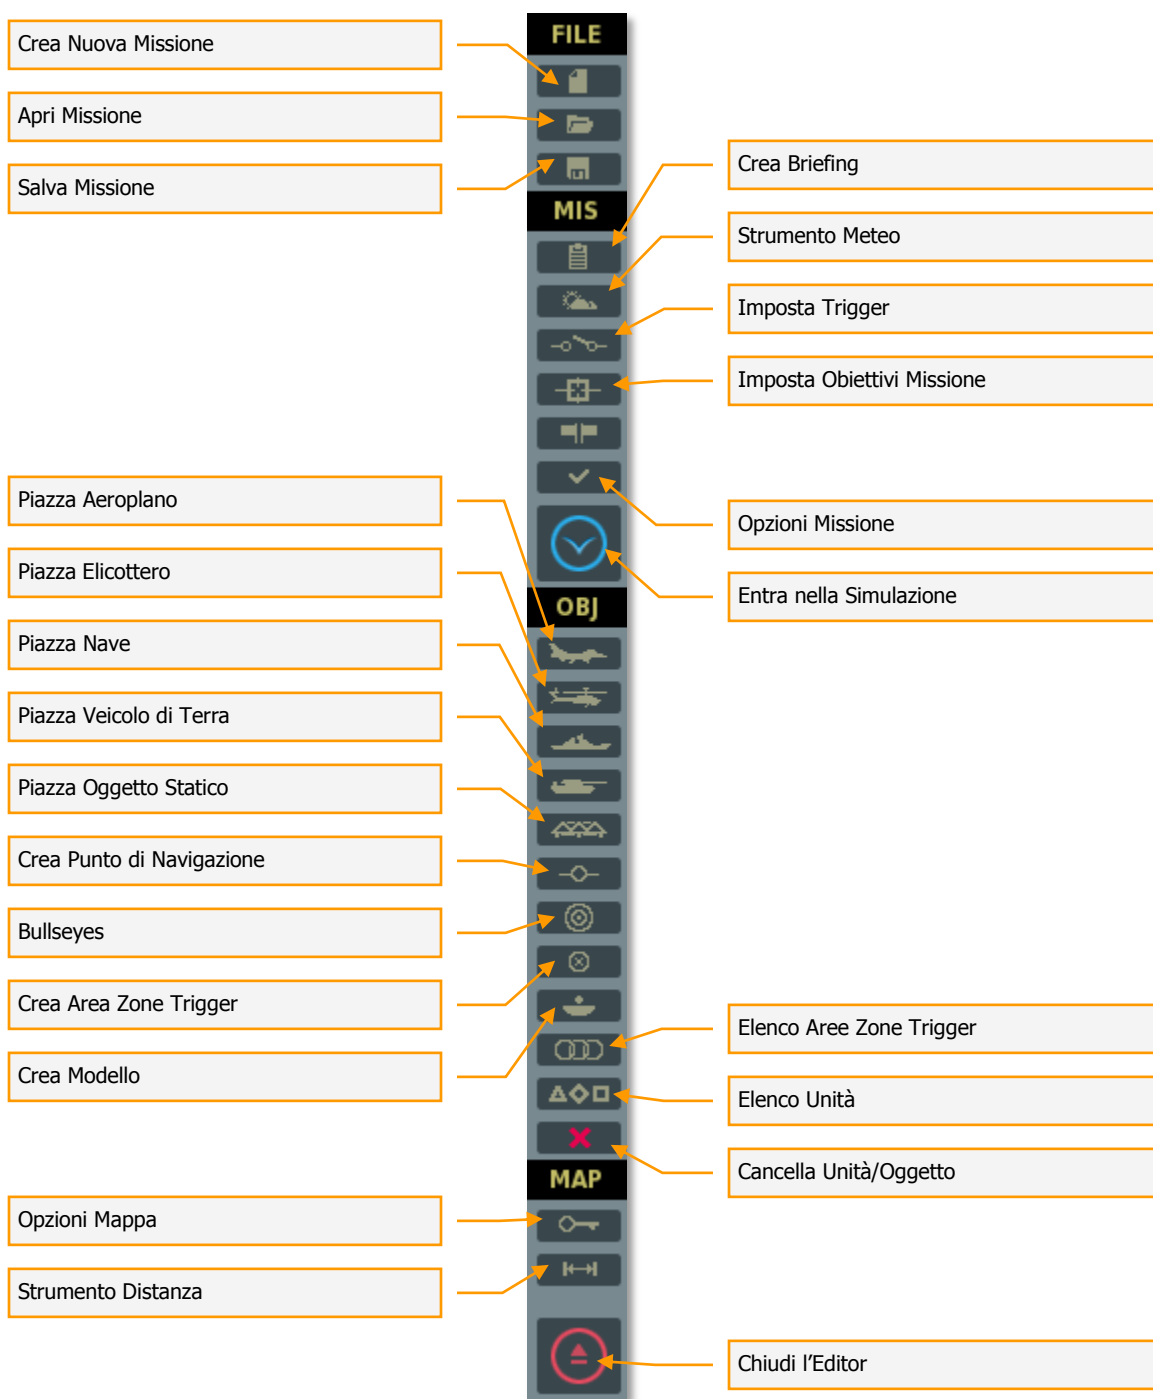 FILE
Crea Nuova Missione
Apri Missione
Salva Missione
Crea Briefing
MIS
Strumento Meteo
Imposta Trigger
Imposta Obiettivi Missione
Piazza Aeroplano
Opzioni Missione
Piazza Elicottero
Entra nella Simulazione
OBJ
Piazza Nave
Piazza Veicolo di Terra
Piazza Oggetto Statico
Crea Punto di Navigazione
Bullseyes
Crea Area Zone Trigger
Elenco Aree Zone Trigger
Crea Modello
Elenco Unità
Cancella Unità/Oggetto
MAP
Opzioni Mappa
Strumento Distanza
Chiudi l’Editor